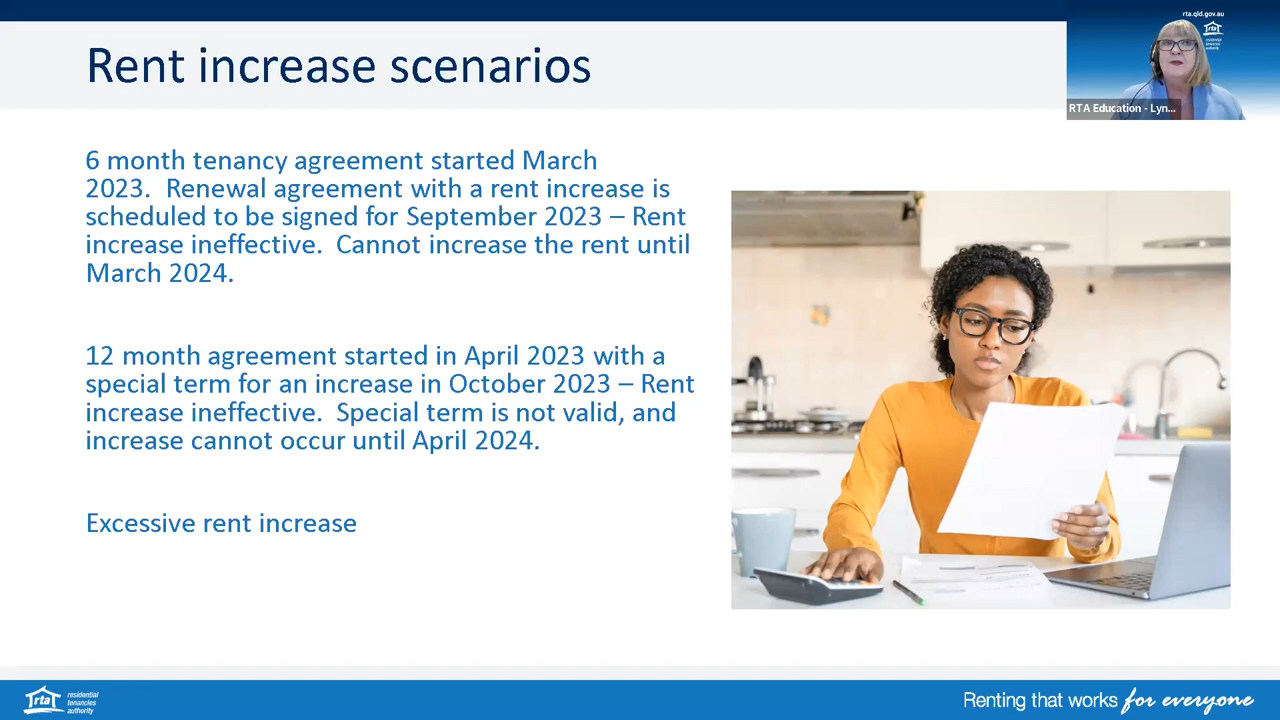 Rent increase scenarios
rta.qld.gov.au
rta
residential
tenancies
authority
RTA Education - Lyn...
6 month tenancy agreement started March
2023.  Renewal agreement with a rent increase is
scheduled to be signed for September 2023 – Rent
increase ineffective.  Cannot increase the rent until
March 2024.
12 month agreement started in April 2023 with a
special term for an increase in October 2023 – Rent
increase ineffective.  Special term is not valid, and
increase cannot occur until April 2024.
Excessive rent increase
rta
residential
tenancies
authority
Renting that works for everyone